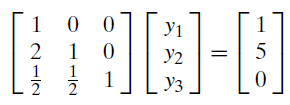 1 0 0 y₁ 1
2 1 0 y₂ = 5
½ ½ 1 y₃ 0